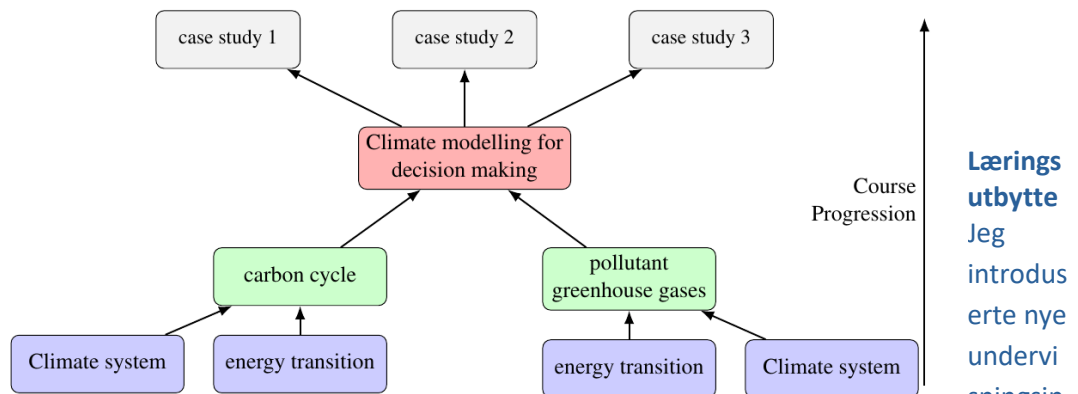 case study 1
case study 2
case study 3
Climate modelling for
decision making
Course
Progression
carbon cycle
pollutant
greenhouse gases
Climate system
energy transition
energy transition
Climate system
Lærings
utbytte
Jeg
introdus
erte nye
undervi